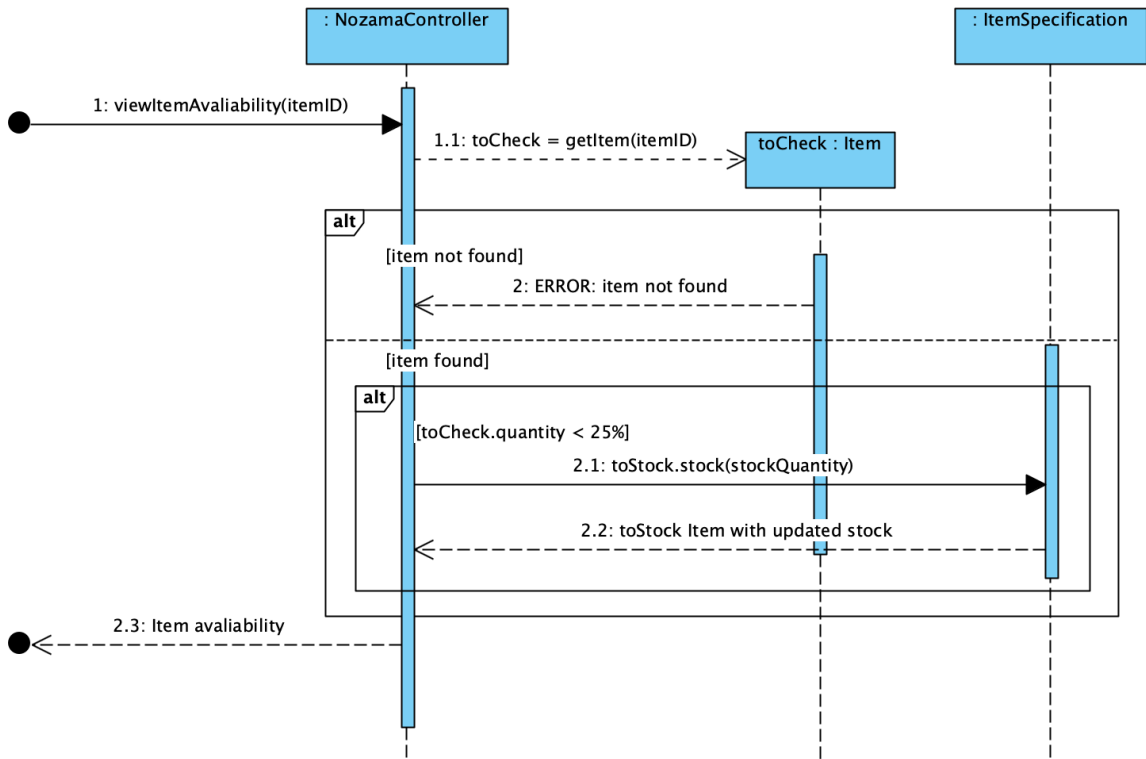 : NozamaController
: ItemSpecification
1: viewItemAvaliability(itemID)
1.1: toCheck = getItem(itemID)
toCheck : Item
alt
[item not found]
2: ERROR: item not found
[item found]
alt
[toCheck.quantity < 25%]
2.1: toStock.stock(stockQuantity)
2.2: toStock Item with updated stock
2.3: Item avaliability